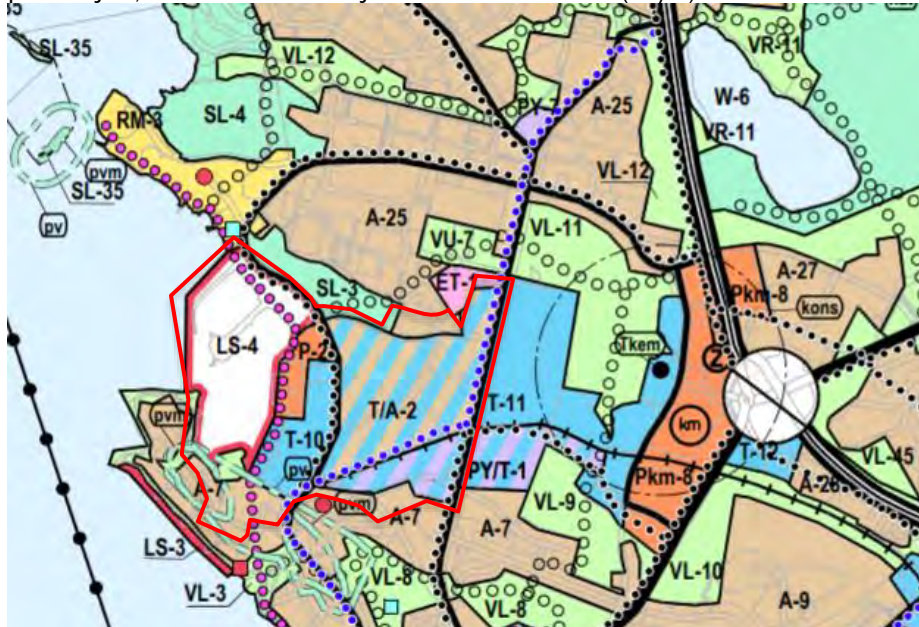 SL-35
VL-12
VR-11
W-6
PY-7
A-25
SL-4
RM-3
VR-11
pvm
VL-12
SL-35
pv
A-25
VU-7
VL-11
A-27
ET-1
Pkm-8
SL-3
kons
LS-4
P-2
Tkem
Z
T/A-2
T-11
pvm
km
T-10
T-12
VL-45
pv
PY/T-1
Pkm-8
A-28
A-7
VL-9
pvm
A-7
A-7
LS-3
VL-8
VL-10
VL-3
VL-8
A-9